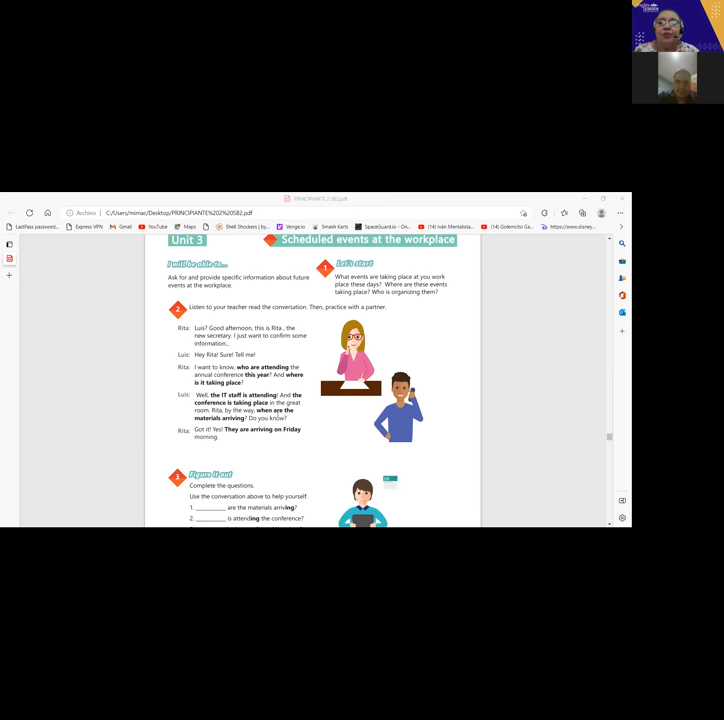 PRINCIPIANTE 2 SB2.pdf
Archivo | C:/Users/mimac/Desktop/PRINCIPIANTE%202%20SB2.pdf
LastPass password... Express VPN Gmail YouTube Maps Shell Shockers | by... Venge.io Smash Karts SpaceGuard.io - On... (14) Iván Mentalista... (14) Golemcito Ga... https://www.disney...
Unit 3
Scheduled events at the workplace
I will be able to...
Ask for and provide specific information about future
events at the workplace.
1
Let's start
What events are taking place at you work
place these days? Where are these events
taking place? Who is organizing them?
2
Listen to your teacher read the conversation. Then, practice with a partner.
Rita: Luis? Good afternoon, this is Rita , the
new secretary. I just want to confirm some
information...
Luis: Hey Rita! Sure! Tell me!
Rita: I want to know, who are attending the
annual conference this year? And where
is it taking place?
Luis: Well, the IT staff is attending! And the
conference is taking place in the great
room. Rita, by the way, when are the
materials arriving? Do you know?
Rita: Got it! Yes! They are arriving on Friday
morning.
3
Figure it out
Complete the questions.
Use the conversation above to help yourself.
1. __________ are the materials arriving?
2. __________ is attending the conference?